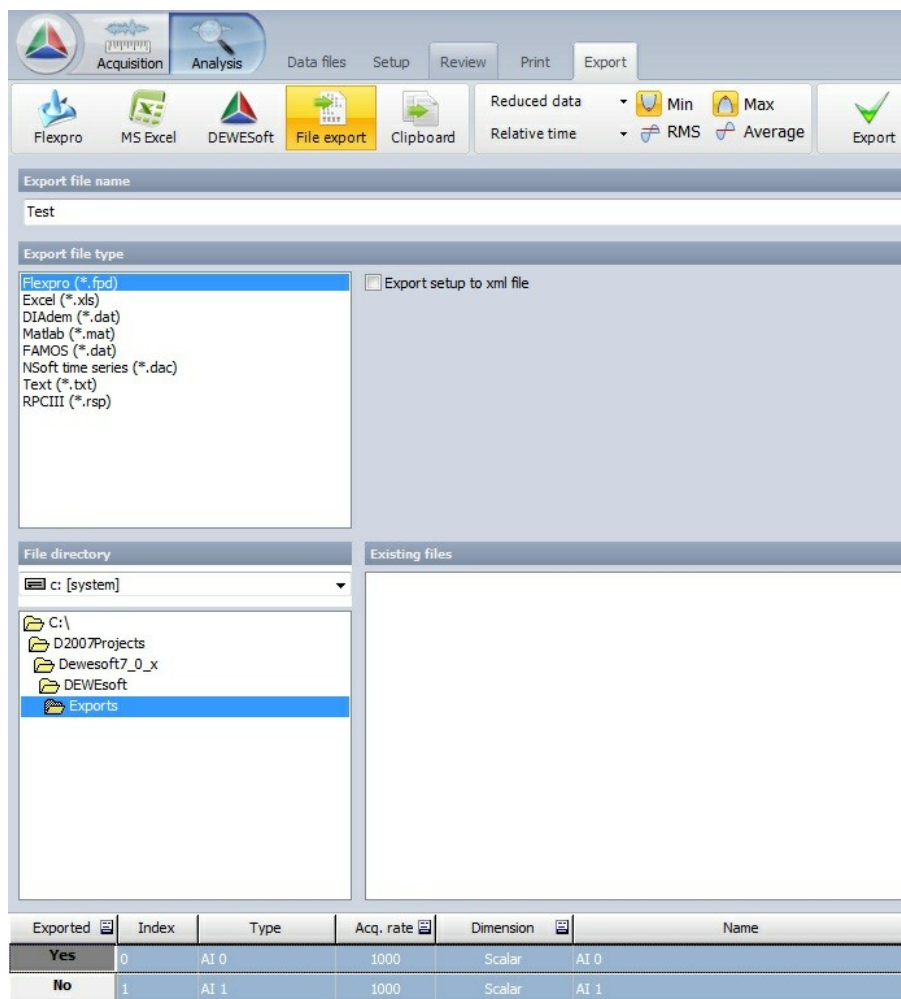 Acquisition Analysis Data files Setup Review Print Export
Reduced data Min Max
Flexpro MS Excel DEWESoft File export Clipboard Relative time RMS Average Export
Export file name
Test
Export file type
Flexpro (*.fpd)
Excel (*.xls)
DIAdem (*.dat)
Matlab (*.mat)
FAMOS (*.dat)
NSoft time series (*.dac)
Text (*.txt)
RPCIII (*.rsp)
Export setup to xml file
File directory
c: [system]
C:\
D2007Projects
Dewesoft7_0_x
DEWEsoft
Exports
Existing files
Exported Index Type Acq. rate Dimension Name
Yes 0 AI 0 1000 Scalar AI 0
No 1 AI 1 1000 Scalar AI 1